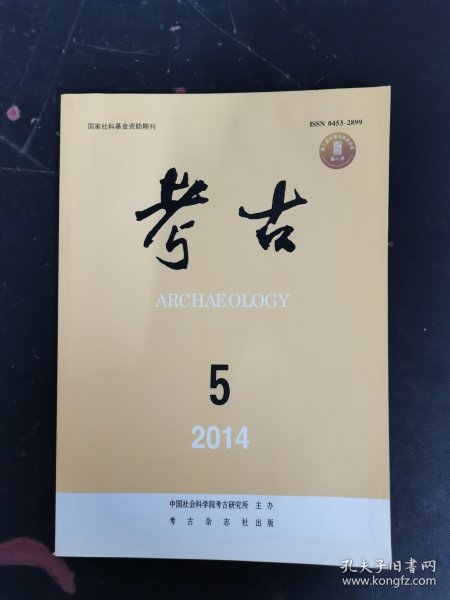 国家社科基金资助期刊
ISSN 0453-2899
考古
ARCHAEOLOGY
5
2014
中国社会科学院考古研究所 主办
考古杂志社出版
孔夫子旧书网
www.kongfz.com